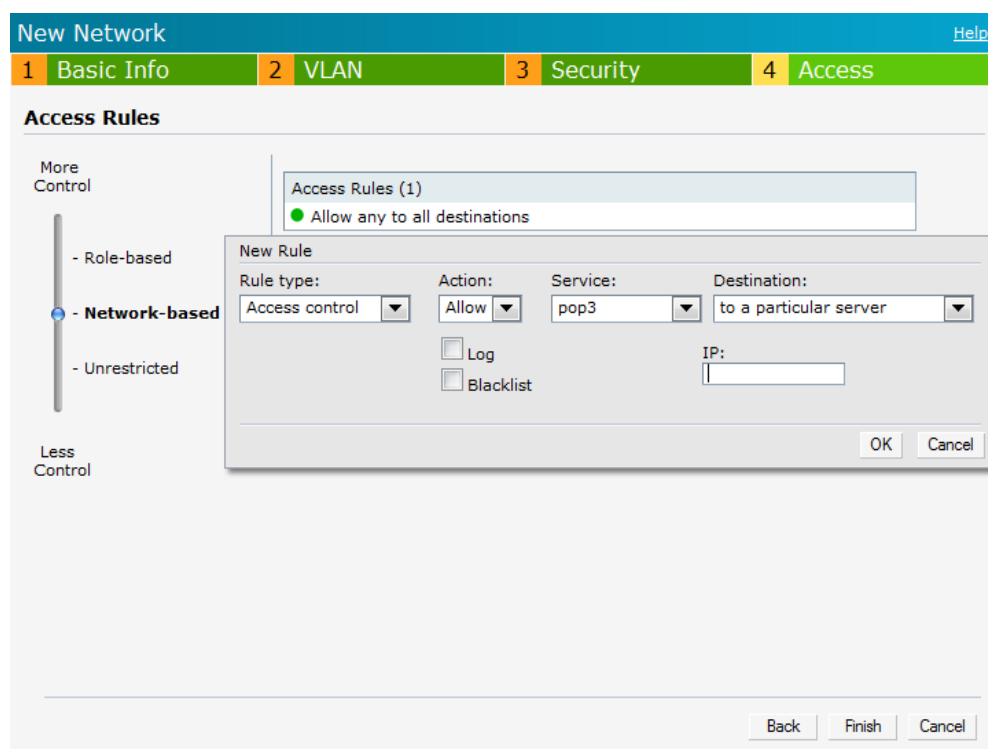 New Network Help
1 Basic Info 2 VLAN 3 Security 4 Access
Access Rules
More
Control
- Role-based
- Network-based
- Unrestricted
Less
Control
Access Rules (1)
Allow any to all destinations
New Rule
Rule type: Action: Service: Destination:
Access control Allow pop3 to a particular server
Log
Blacklist
IP:
OK Cancel
Back Finish Cancel